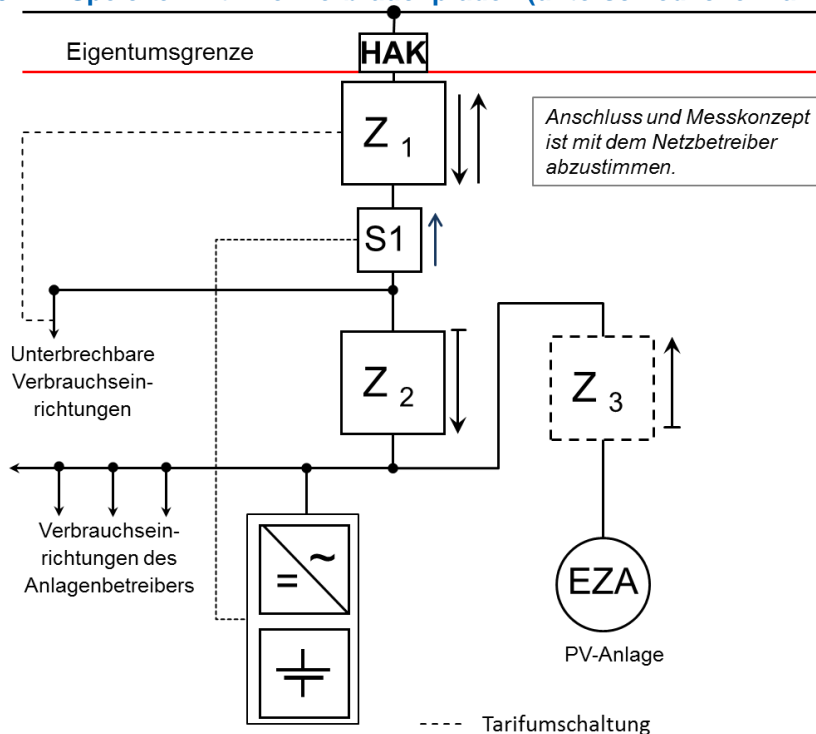 Eigentumsgrenze
HAK
Z 1
Anschluss und Messkonzept
ist mit dem Netzbetreiber
abzustimmen.
S1
Unterbrechbare
Verbrauchsein-
richtungen
Z 2
Z 3
Verbrauchsein-
richtungen des
Anlagenbetreibers
= ~
EZA
PV-Anlage
---- Tarifumschaltung